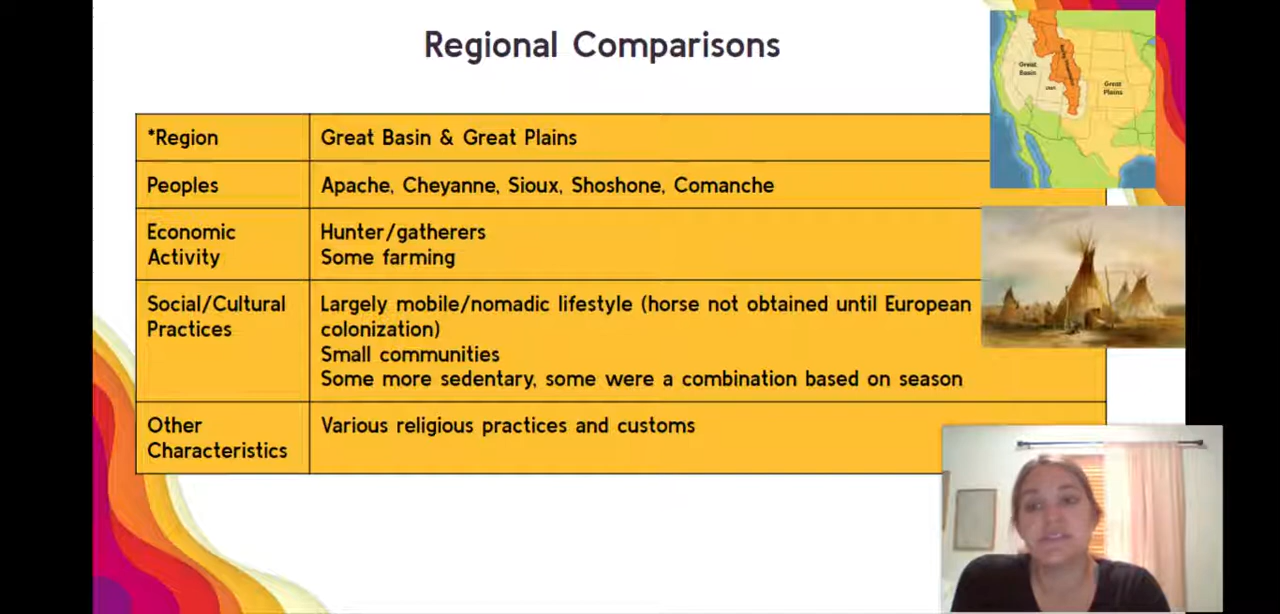 Regional Comparisons
*Region
Great Basin & Great Plains
Peoples
Apache, Cheyanne, Sioux, Shoshone, Comanche
Economic
Activity
Hunter/gatherers
Some farming
Social/Cultural
Practices
Largely mobile/nomadic lifestyle (horse not obtained until European
colonization)
Small communities
Some more sedentary, some were a combination based on season
Other
Characteristics
Various religious practices and customs
Great
Basin
Great
Plains